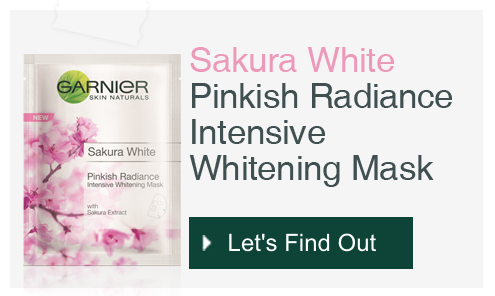 Sakura White
Pinkish Radiance
Intensive
Whitening Mask
Let's Find Out
GARNIER
SKIN NATURALS
NEW
Sakura White
Pinkish Radiance
Intensive Whitening Mask
with
Sakura Extract